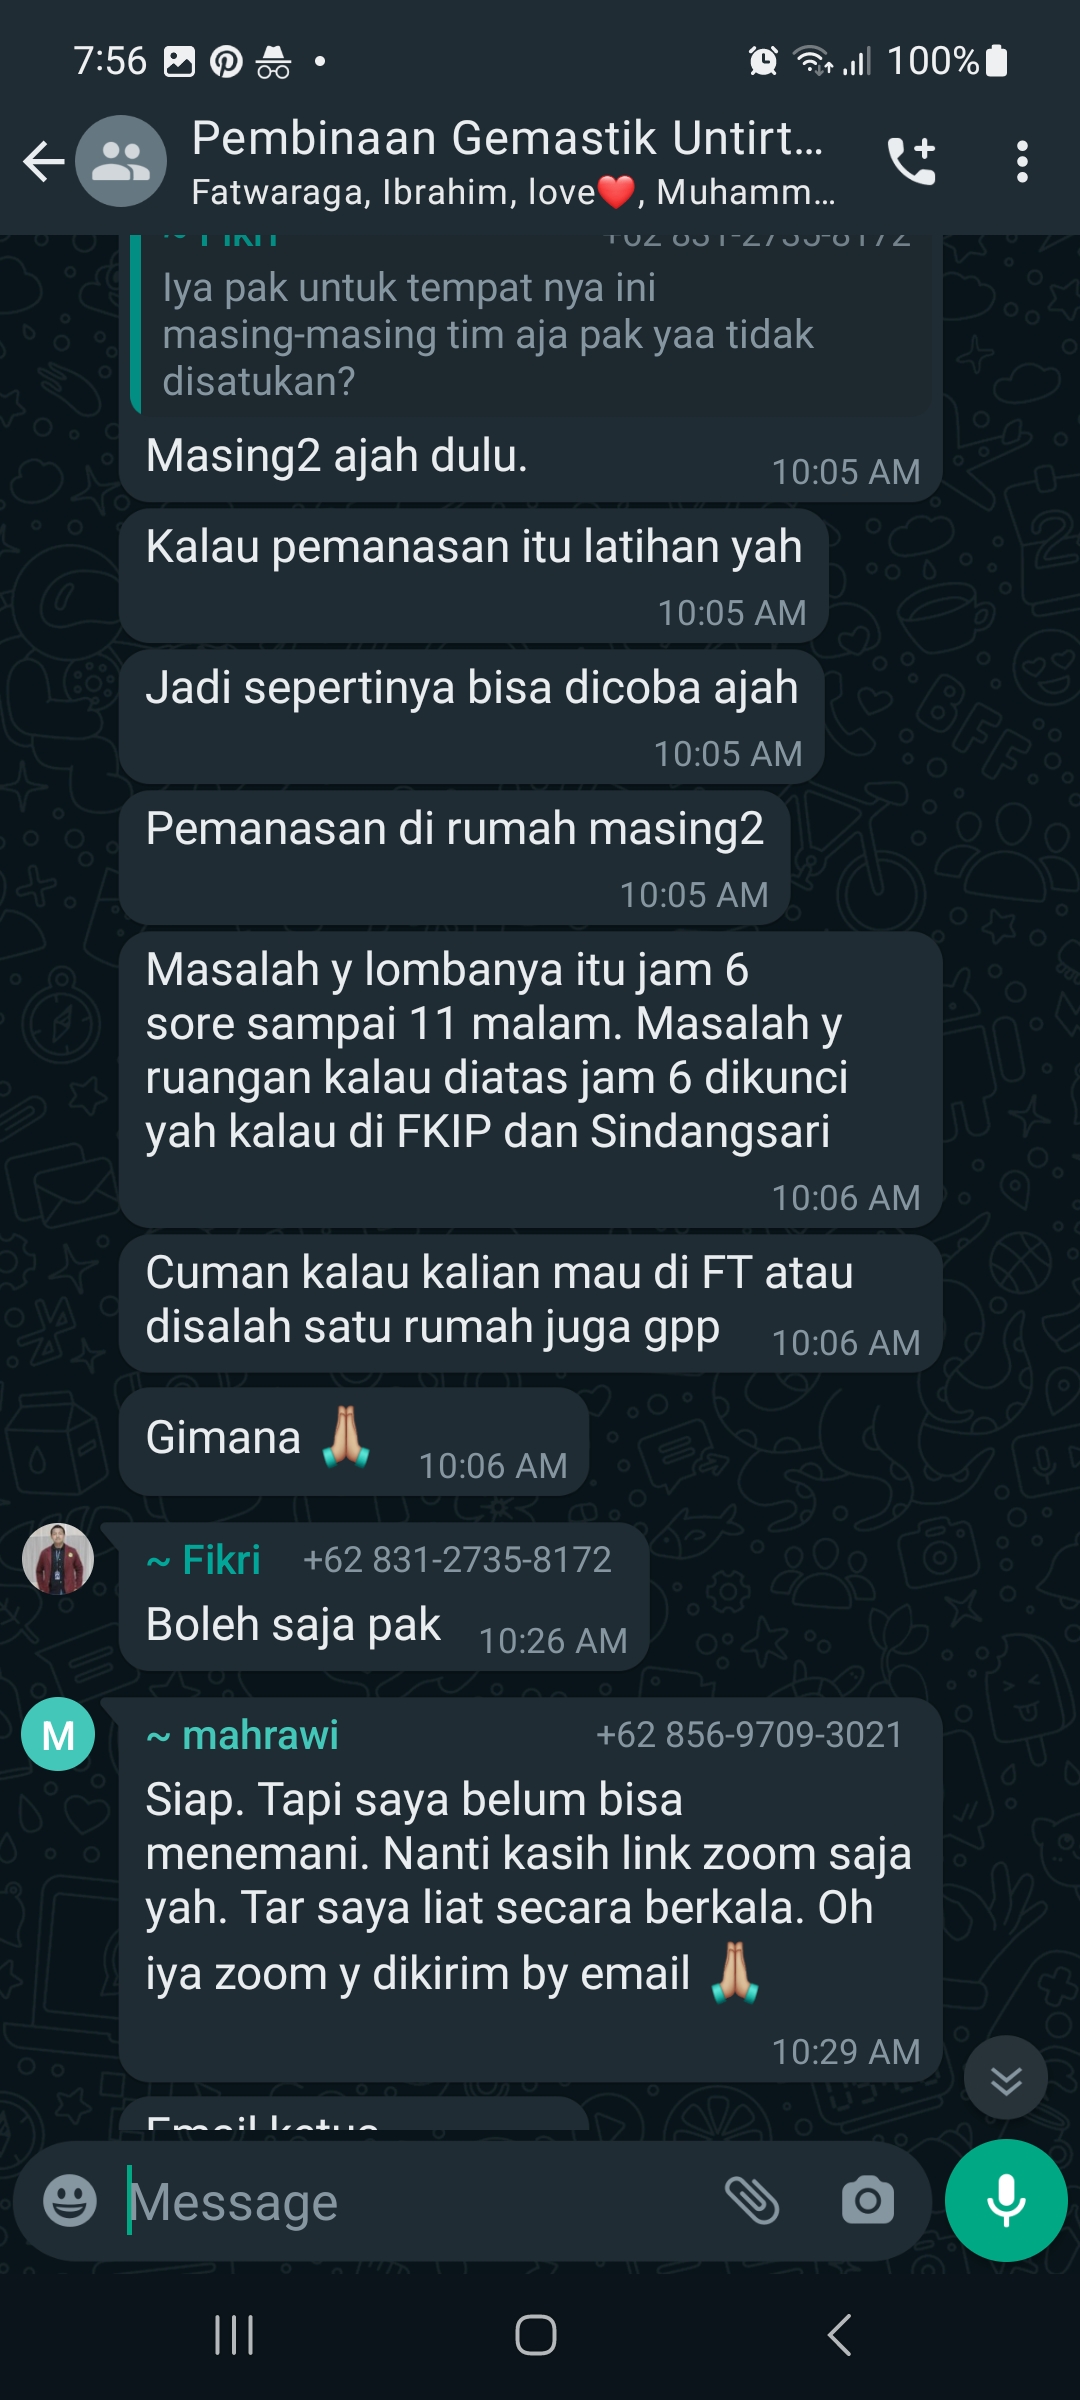 7:56
100%
Pembinaan Gemastik Untirt...
Fatwaraga, Ibrahim, love❤️, Muhamm...
~ Fikri +62 831-2735-8172
Iya pak untuk tempat nya ini
masing-masing tim aja pak yaa tidak
disatukan?
Masing2 ajah dulu.
10:05 AM
Kalau pemanasan itu latihan yah
10:05 AM
Jadi sepertinya bisa dicoba ajah
10:05 AM
Pemanasan di rumah masing2
10:05 AM
Masalah y lombanya itu jam 6
sore sampai 11 malam. Masalah y
ruangan kalau diatas jam 6 dikunci
yah kalau di FKIP dan Sindangsari
10:06 AM
Cuman kalau kalian mau di FT atau
disalah satu rumah juga gpp
10:06 AM
Gimana 🙏🏼
10:06 AM
~ Fikri +62 831-2735-8172
Boleh saja pak
10:26 AM
M
~ mahrawi +62 856-9709-3021
Siap. Tapi saya belum bisa
menemani. Nanti kasih link zoom saja
yah. Tar saya liat secara berkala. Oh
iya zoom y dikirim by email 🙏🏼
10:29 AM
Email ketua
Message